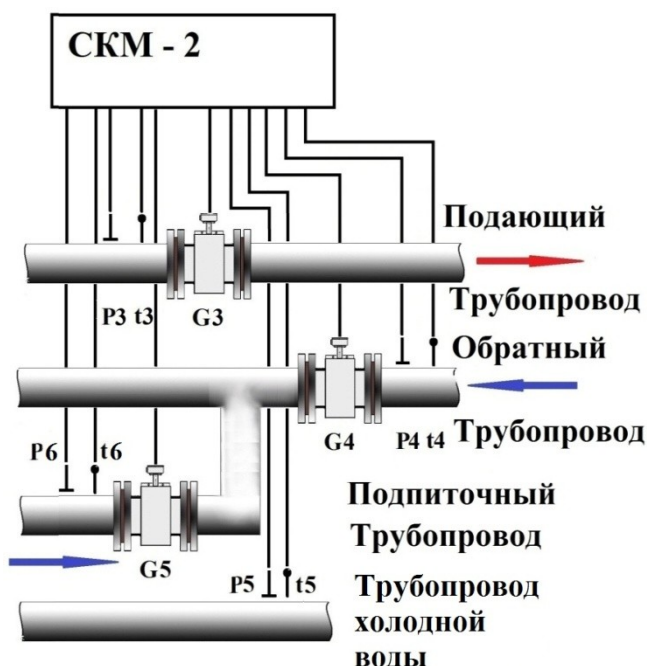 СКМ - 2
Подающий
Трубопровод
P3 t3
G3
Обратный
Трубопровод
G4
P4 t4
P6
t6
Подпиточный
Трубопровод
G5
P5
t5
Трубопровод
холодной
воды